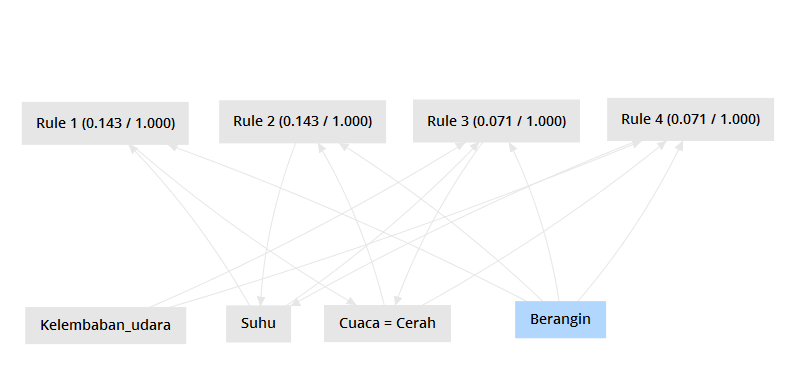 Rule 1 (0.143 / 1.000)
Rule 2 (0.143 / 1.000)
Rule 3 (0.071 / 1.000)
Rule 4 (0.071 / 1.000)
Kelembaban_udara
Suhu
Cuaca = Cerah
Berangin